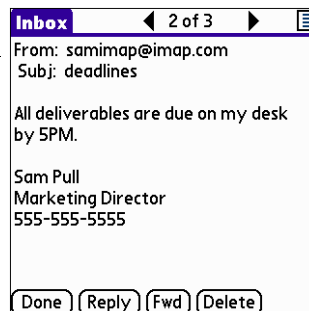 Inbox 2 of 3
From: samimap@imap.com
Subj: deadlines
All deliverables are due on my desk
by 5PM.
Sam Pull
Marketing Director
555-555-5555
Done Reply Fwd Delete